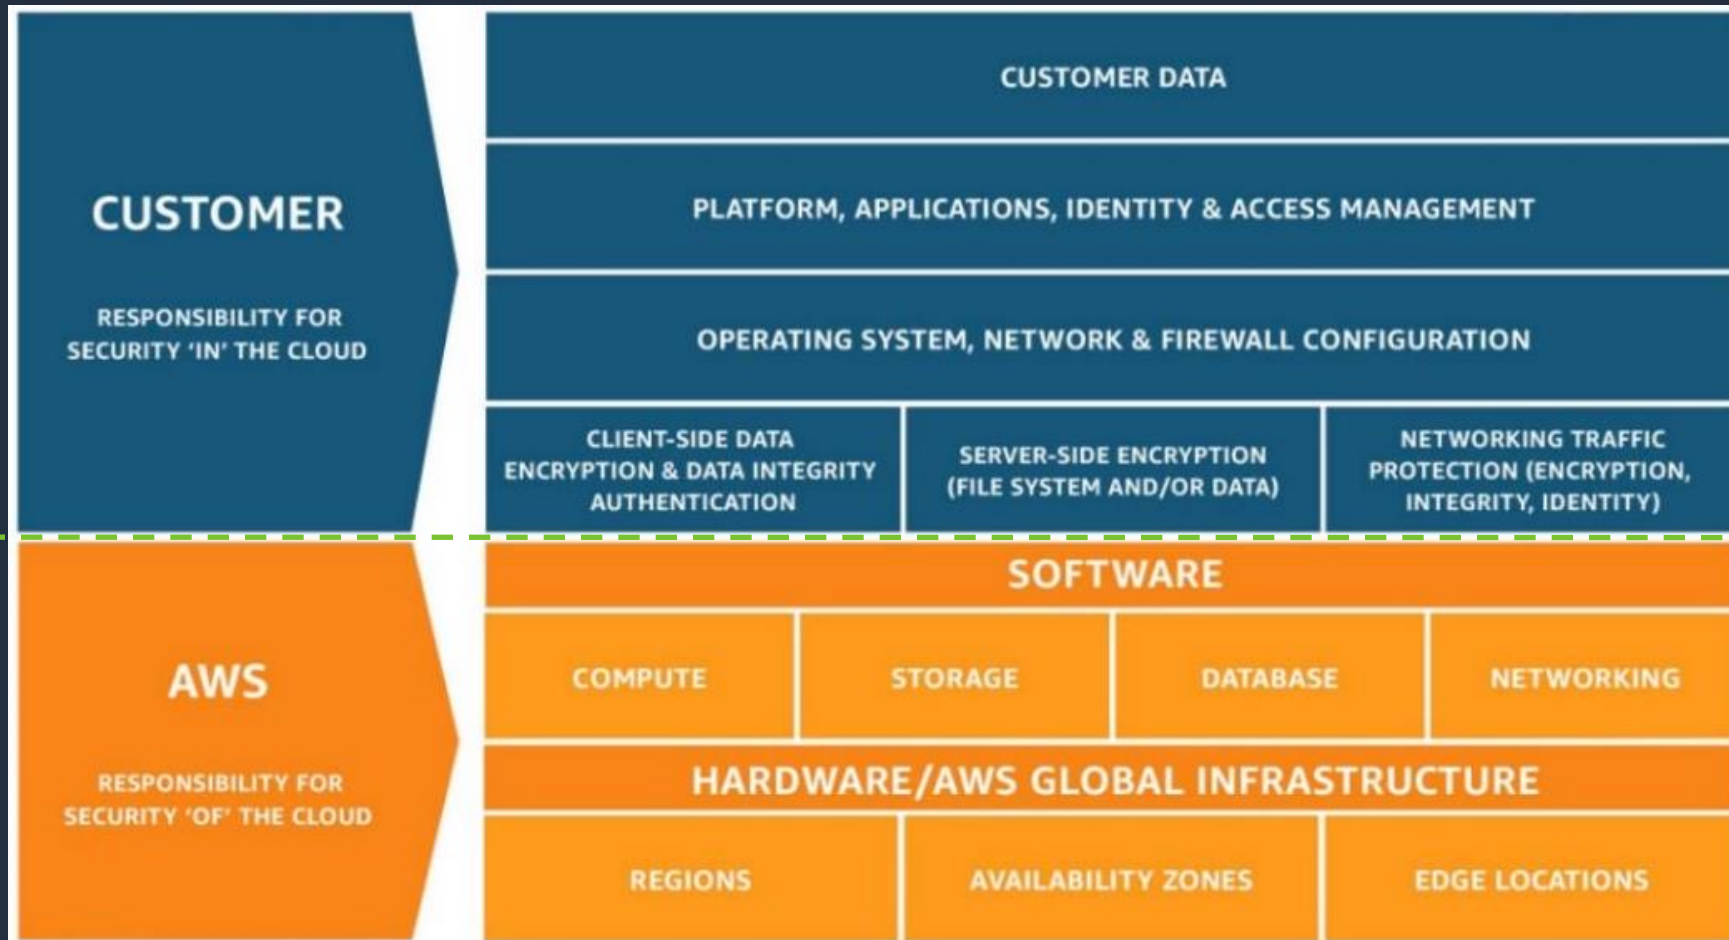 CUSTOMER
RESPONSIBILITY FOR
SECURITY ‘IN’ THE CLOUD
CUSTOMER DATA
PLATFORM, APPLICATIONS, IDENTITY & ACCESS MANAGEMENT
OPERATING SYSTEM, NETWORK & FIREWALL CONFIGURATION
CLIENT-SIDE DATA
ENCRYPTION & DATA INTEGRITY
AUTHENTICATION
SERVER-SIDE ENCRYPTION
(FILE SYSTEM AND/OR DATA)
NETWORKING TRAFFIC
PROTECTION (ENCRYPTION,
INTEGRITY, IDENTITY)
AWS
RESPONSIBILITY FOR
SECURITY ‘OF’ THE CLOUD
SOFTWARE
COMPUTE
STORAGE
DATABASE
NETWORKING
HARDWARE/AWS GLOBAL INFRASTRUCTURE
REGIONS
AVAILABILITY ZONES
EDGE LOCATIONS